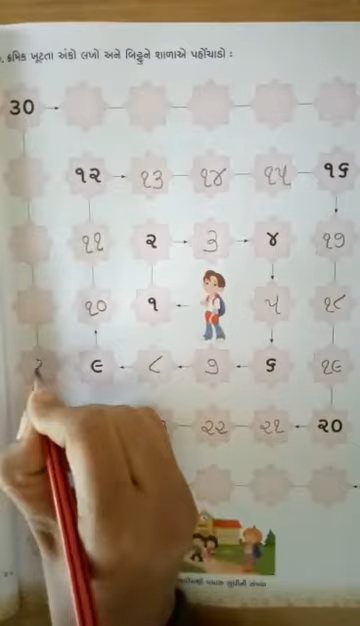 ક્રમિક ખૂટતા અંકો લખો અને બિટ્ટુને શાળાએ પહોંચાડો :
30
૧૨ ૧૩ ૧૪ ૧૫ ૧૬
૧૧ ૨ ૩ ૪ ૧૭
૧૦ ૧ ૫ ૧૮
૨ ૯ ૮ ૭ ૬ ૧૯
૨૨ ૨૧ ૨૦